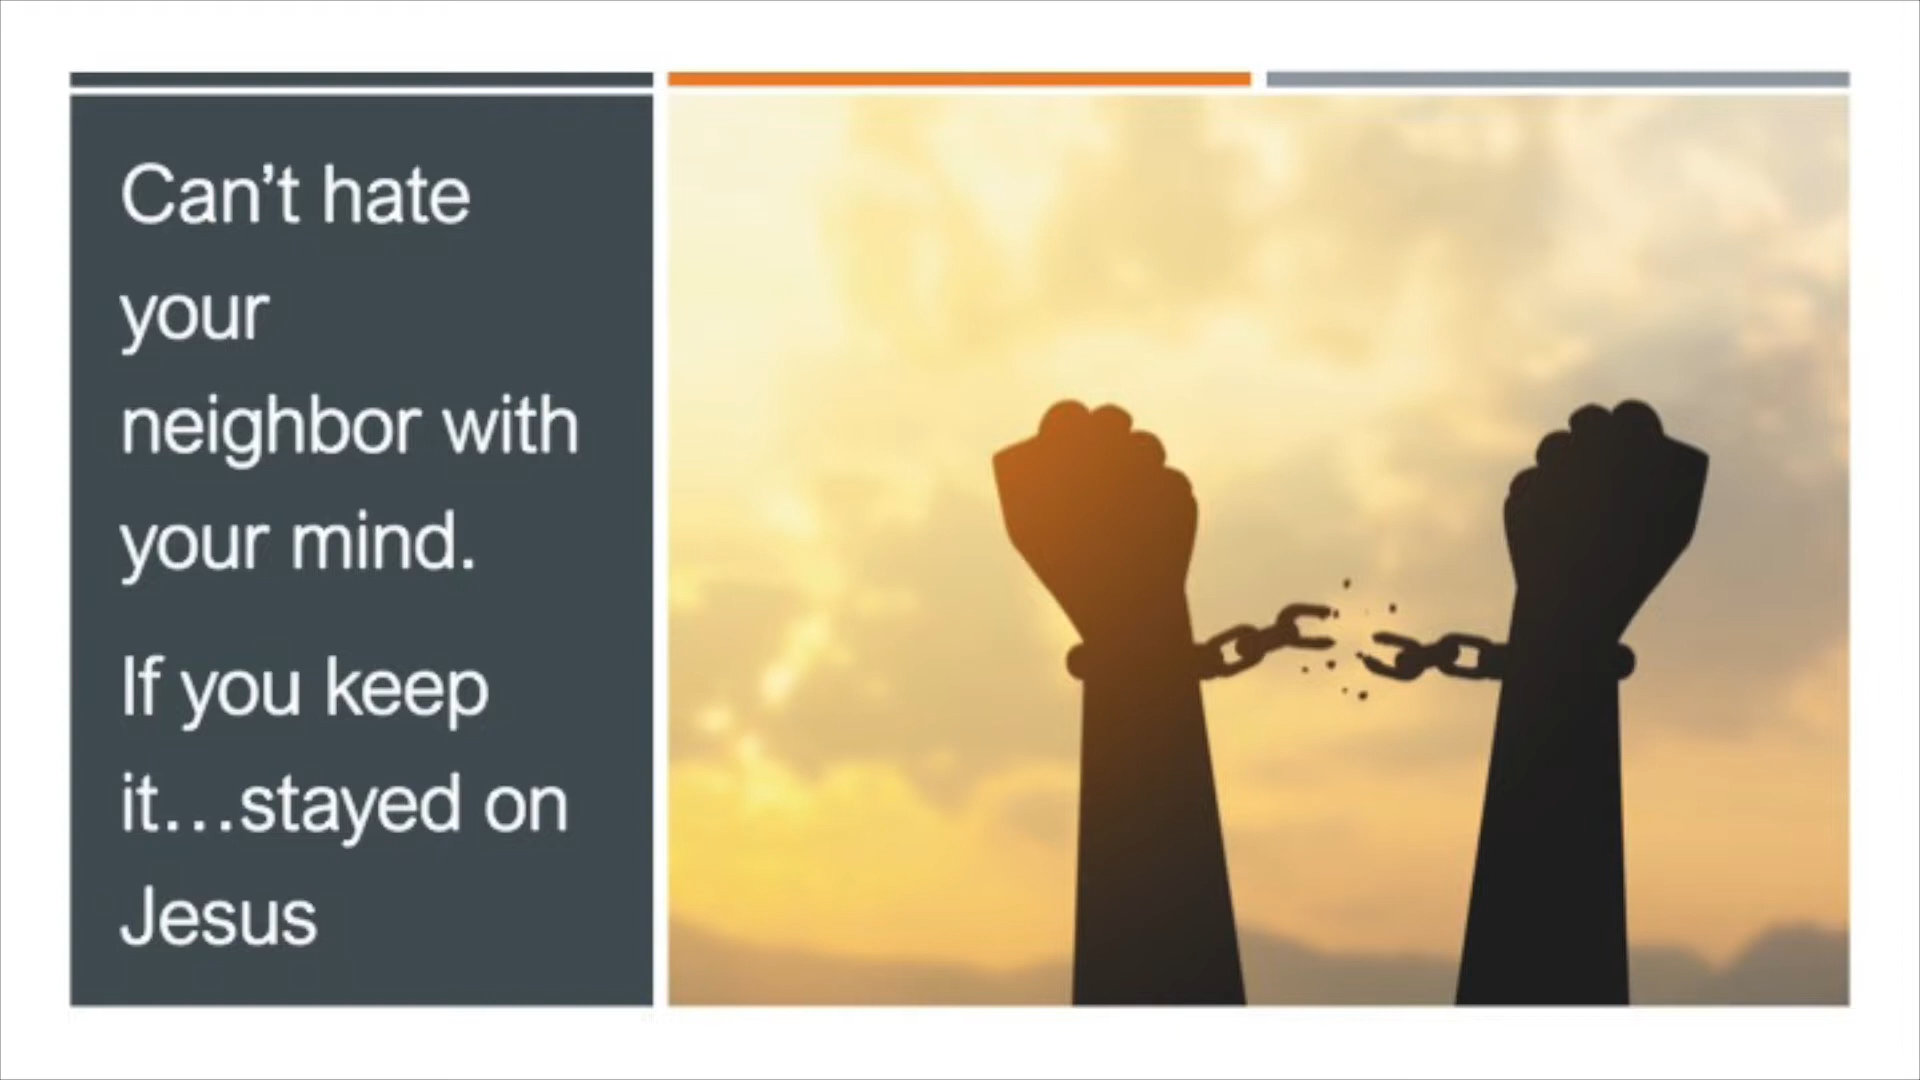 Can’t hate
your
neighbor with
your mind.
If you keep
it…stayed on
Jesus